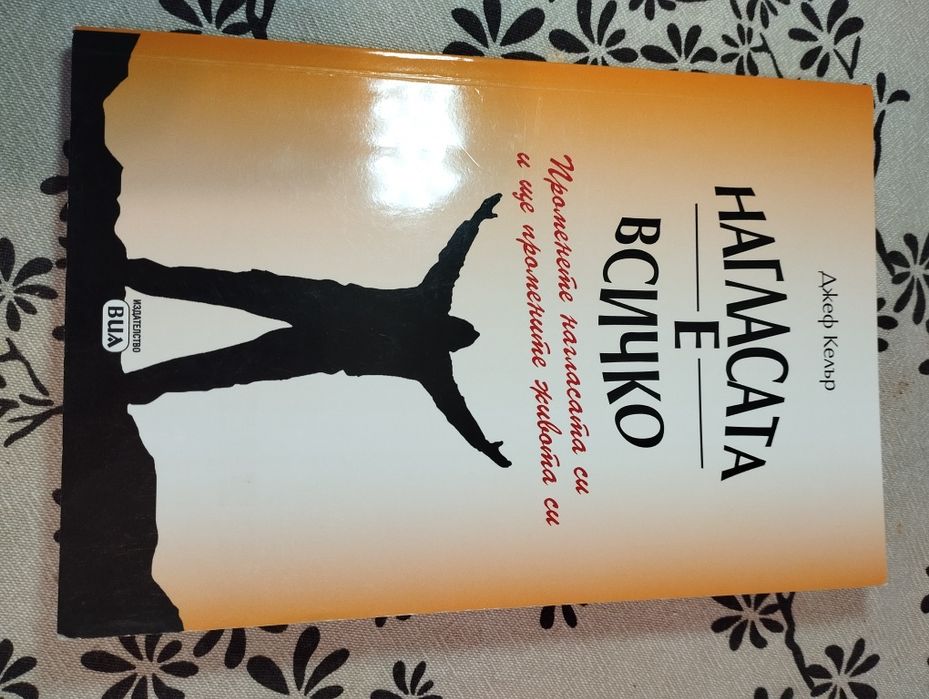 Джеф Келър
НАГЛАСАТА
Е
ВСИЧКО
Променете нагласата си
и ще промените живота си
ИЗДАТЕЛСТВО
ВИЛ